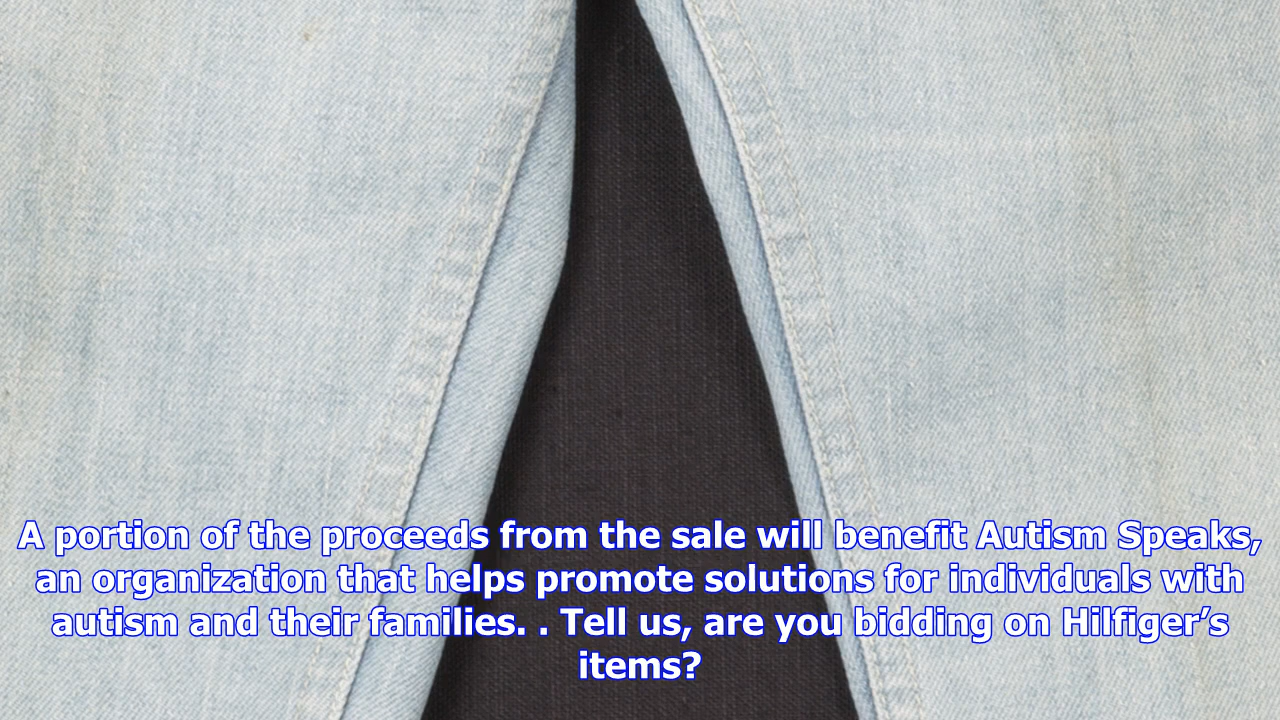 A portion of the proceeds from the sale will benefit Autism Speaks,
an organization that helps promote solutions for individuals with
autism and their families. . Tell us, are you bidding on Hilfiger’s
items?